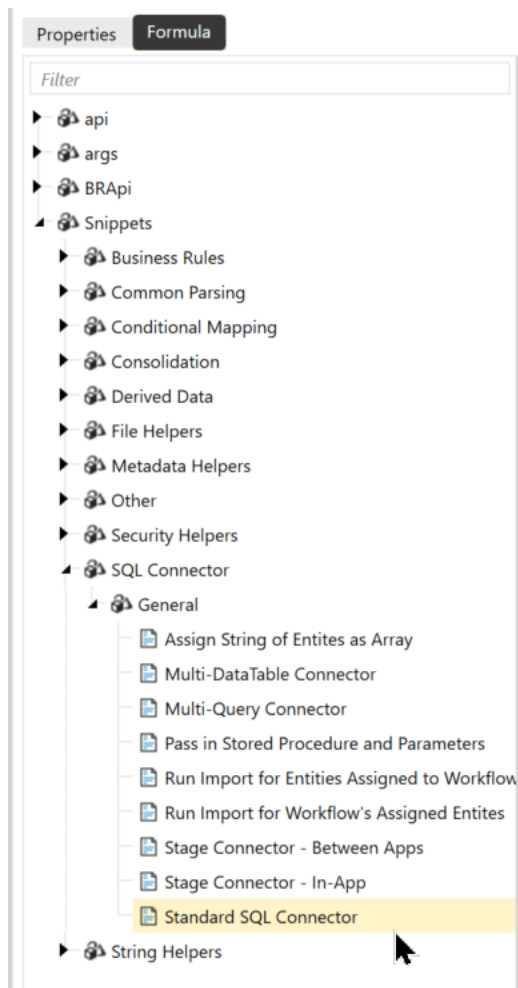 Properties Formula
Filter
api
args
BRApi
Snippets
Business Rules
Common Parsing
Conditional Mapping
Consolidation
Derived Data
File Helpers
Metadata Helpers
Other
Security Helpers
SQL Connector
General
Assign String of Entites as Array
Multi-DataTable Connector
Multi-Query Connector
Pass in Stored Procedure and Parameters
Run Import for Entities Assigned to Workflow
Run Import for Workflow's Assigned Entites
Stage Connector - Between Apps
Stage Connector - In-App
Standard SQL Connector
String Helpers